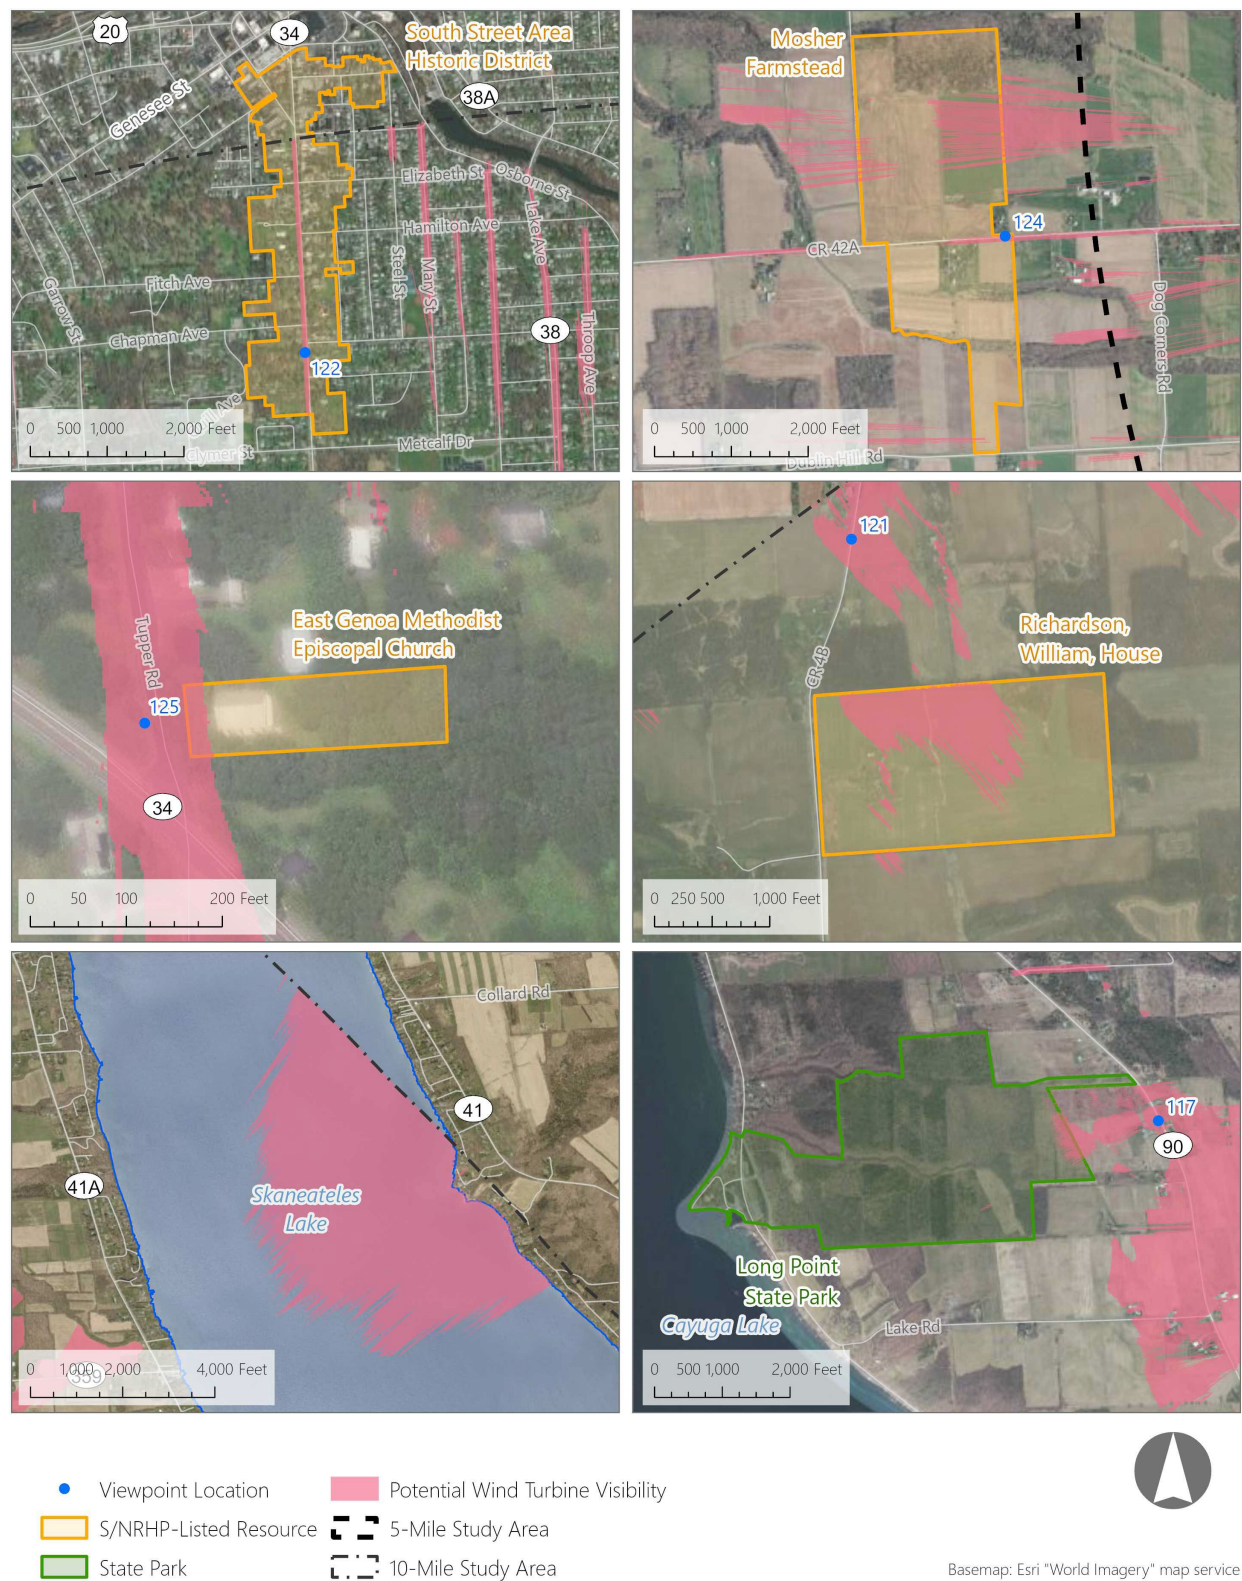 20
34
South Street Area
Historic District
38A
Genesee St
Elizabeth St
Osborne St
Hamilton Ave
Lake Ave
Steel St
Mary St
Fitch Ave
Garrow St
Chapman Ave
38
Throop Ave
122
Ave
0 500 1,000 2,000 Feet
Metcalf Dr
Clymer St
Mosher
Farmstead
124
CR 42A
Dog Corners Rd
0 500 1,000 2,000 Feet
Dublin Hill Rd
East Genoa Methodist
Episcopal Church
Tupper Rd
125
34
0 50 100 200 Feet
121
Richardson,
William, House
CR 4B
0 250 500 1,000 Feet
Collard Rd
41
41A
Skaneateles
Lake
0 1,000 2,000 4,000 Feet
359
117
90
Long Point
State Park
Cayuga Lake
Lake Rd
0 500 1,000 2,000 Feet
Viewpoint Location
Potential Wind Turbine Visibility
S/NRHP-Listed Resource
5-Mile Study Area
State Park
10-Mile Study Area
Basemap: Esri "World Imagery" map service